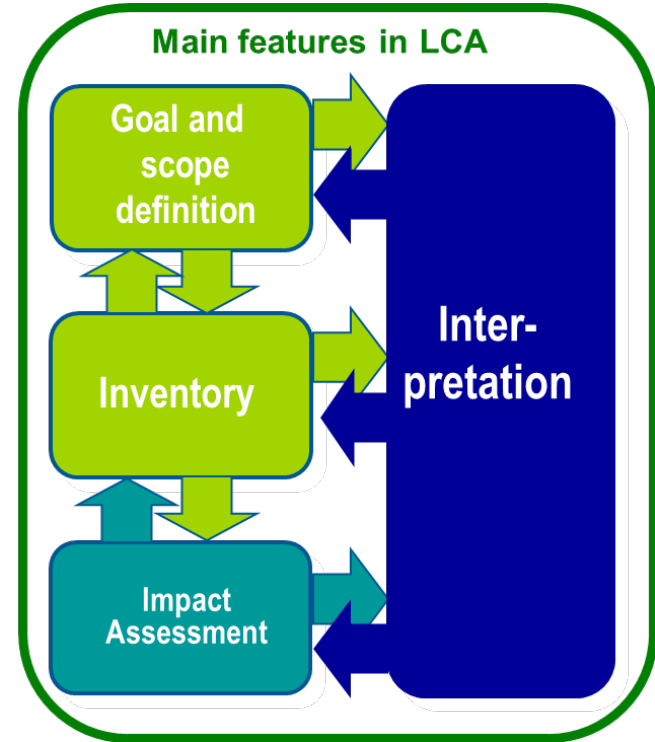 Main features in LCA
Goal and
scope
definition
Inventory
Impact
Assessment
Inter-
pretation